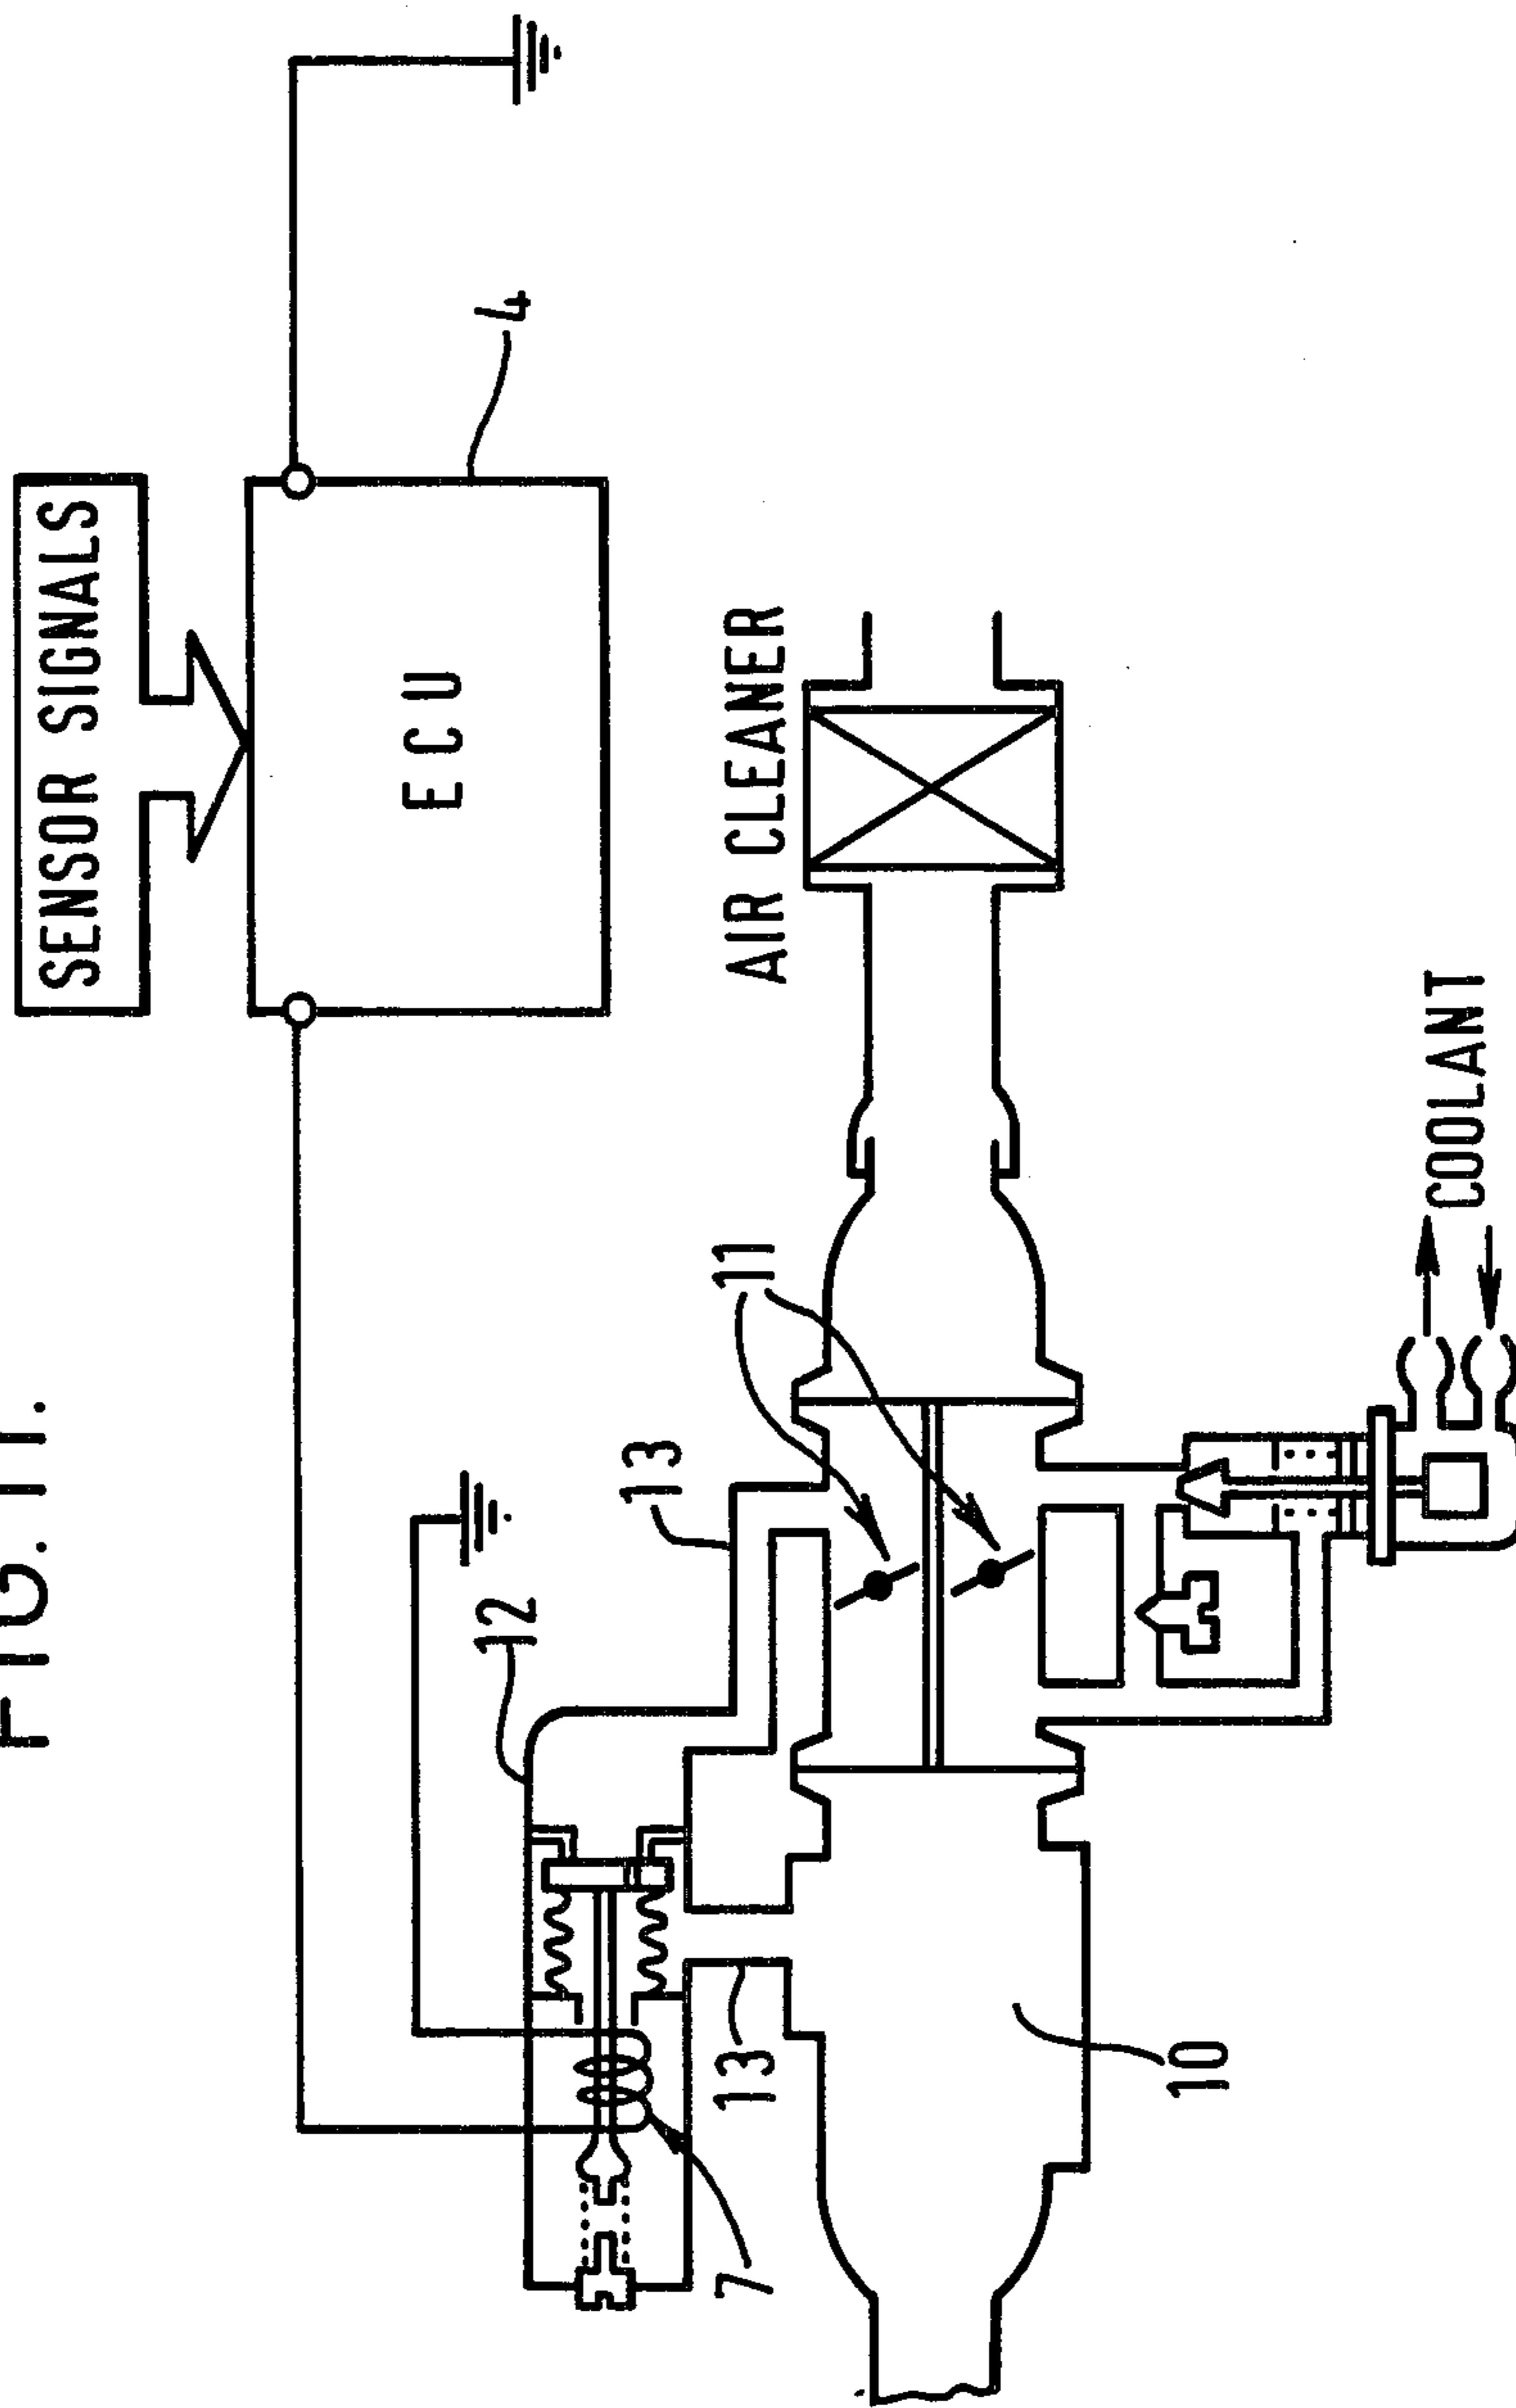 FIG. 11.
SENSOR SIGNALS
ECU
4
12
13
11
AIR CLEANER
7
13
10
COOLANT